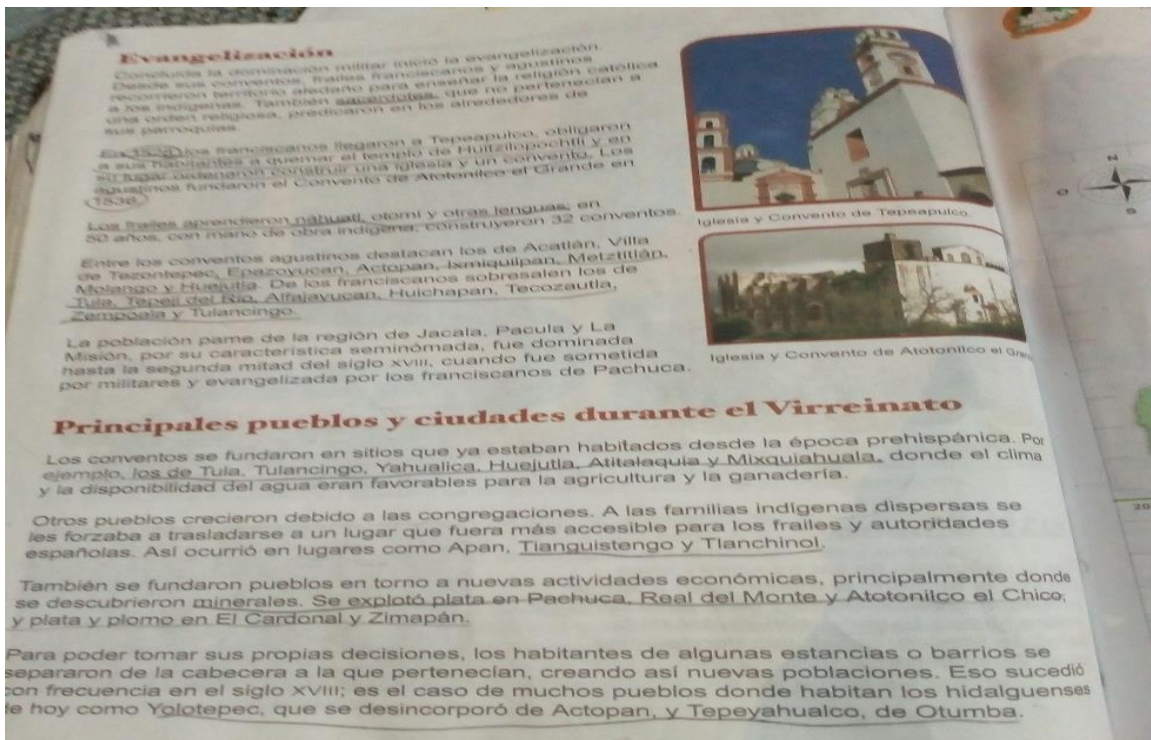 Evangelización
Concluida la dominación militar inició la evangelización.
Desde sus conventos, frailes franciscanos y agustinos
recorrieron territorio aledaño para enseñar la religión católica
a los indígenas. También sacerdotes, que no pertenecían a
una orden religiosa, predicaron en los alrededores de
sus parroquias.
En los franciscanos llegaron a Tepeapulco, obligaron
a sus habitantes a quemar el templo de Huitzilopochtli y en
su lugar ordenaron construir una iglesia y un convento. Los
agustinos fundaron el Convento de Atotonilco el Grande en
1536.
Los frailes aprendieron náhuatl, otomí y otras lenguas; en
50 años, con mano de obra indígena, construyeron 32 conventos.
Entre los conventos agustinos destacan los de Acatlán, Villa
de Tezontepec, Epazoyucan, Actopan, Ixmiquilpan, Metztitlán,
Molango y Huejutla. De los franciscanos sobresalen los de
Tula, Tepeji del Río, Alfajayucan, Huichapan, Tecozautla,
Zempoala y Tulancingo.
La población pame de la región de Jacala, Pacula y La
Misión, por su característica seminómada, fue dominada
hasta la segunda mitad del siglo XVIII, cuando fue sometida
por militares y evangelizada por los franciscanos de Pachuca.
Iglesia y Convento de Tepeapulco.
Iglesia y Convento de Atotonilco el
Principales pueblos y ciudades durante el Virreinato
Los conventos se fundaron en sitios que ya estaban habitados desde la época prehispánica. Por
ejemplo, los de Tula, Tulancingo, Yahualica, Huejutla, Atitalaquia y Mixquiahuala, donde el clima
y la disponibilidad del agua eran favorables para la agricultura y la ganadería.
Otros pueblos crecieron debido a las congregaciones. A las familias indígenas dispersas se
les forzaba a trasladarse a un lugar que fuera más accesible para los frailes y autoridades
españolas. Así ocurrió en lugares como Apan, Tianguistengo y Tlanchinol.
También se fundaron pueblos en torno a nuevas actividades económicas, principalmente donde
se descubrieron minerales. Se explotó plata en Pachuca, Real del Monte y Atotonilco el Chico;
y plata y plomo en El Cardonal y Zimapán.
Para poder tomar sus propias decisiones, los habitantes de algunas estancias o barrios se
separaron de la cabecera a la que pertenecían, creando así nuevas poblaciones. Eso sucedió
con frecuencia en el siglo XVIII; es el caso de muchos pueblos donde habitan los hidalguenses
de hoy como Yolotepec, que se desincorporó de Actopan, y Tepeyahualco, de Otumba.
N
O
S
20